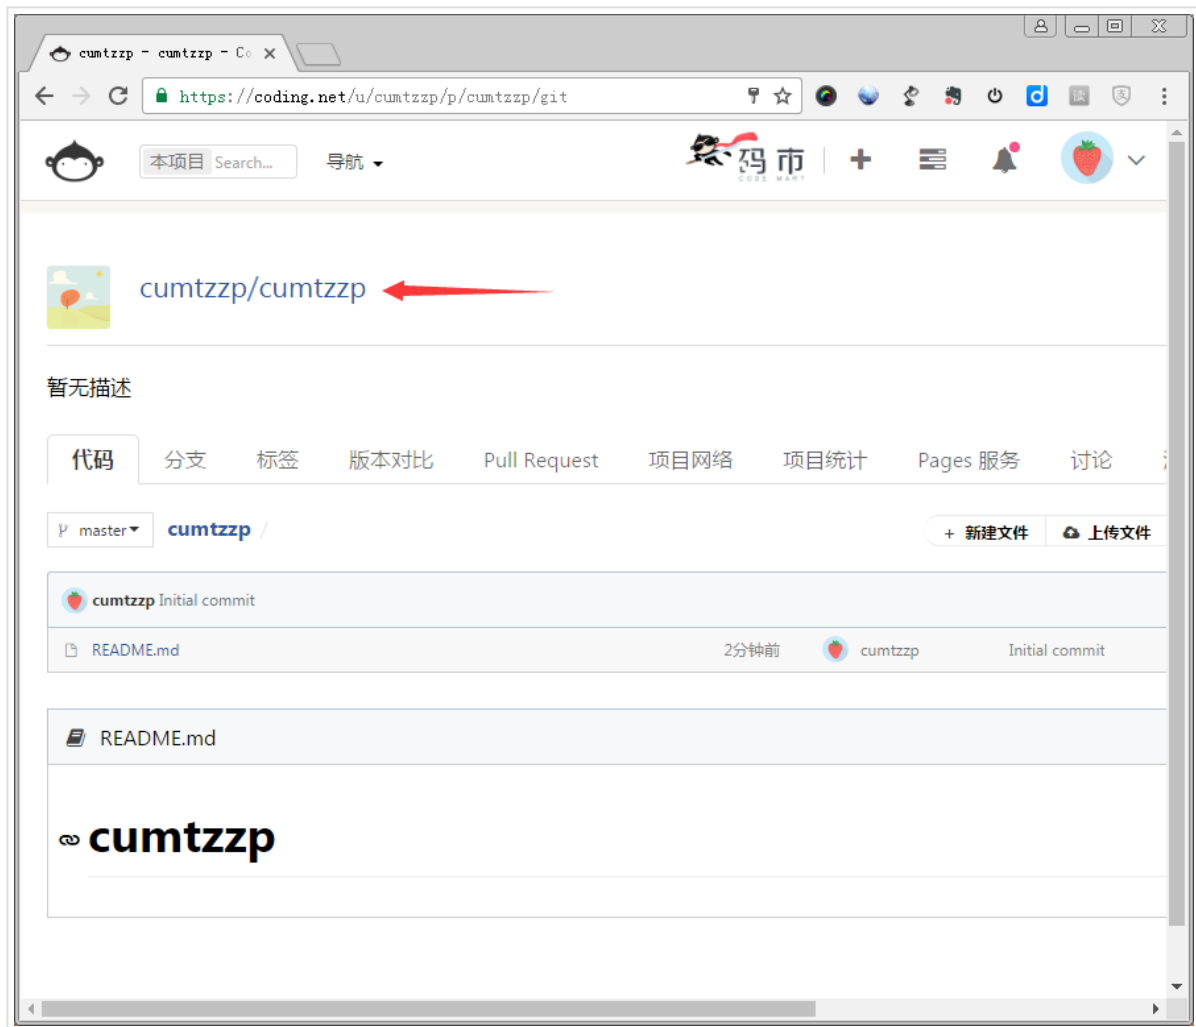 cumtzzp - cumtzzp - Co
https://coding.net/u/cumtzzp/p/cumtzzp/git
本项目 Search... 导航
码市
CODE MART
cumtzzp/cumtzzp
暂无描述
代码 分支 标签 版本对比 Pull Request 项目网络 项目统计 Pages 服务 讨论
master cumtzzp /
+ 新建文件 上传文件
cumtzzp Initial commit
README.md 2分钟前 cumtzzp Initial commit
README.md
cumtzzp